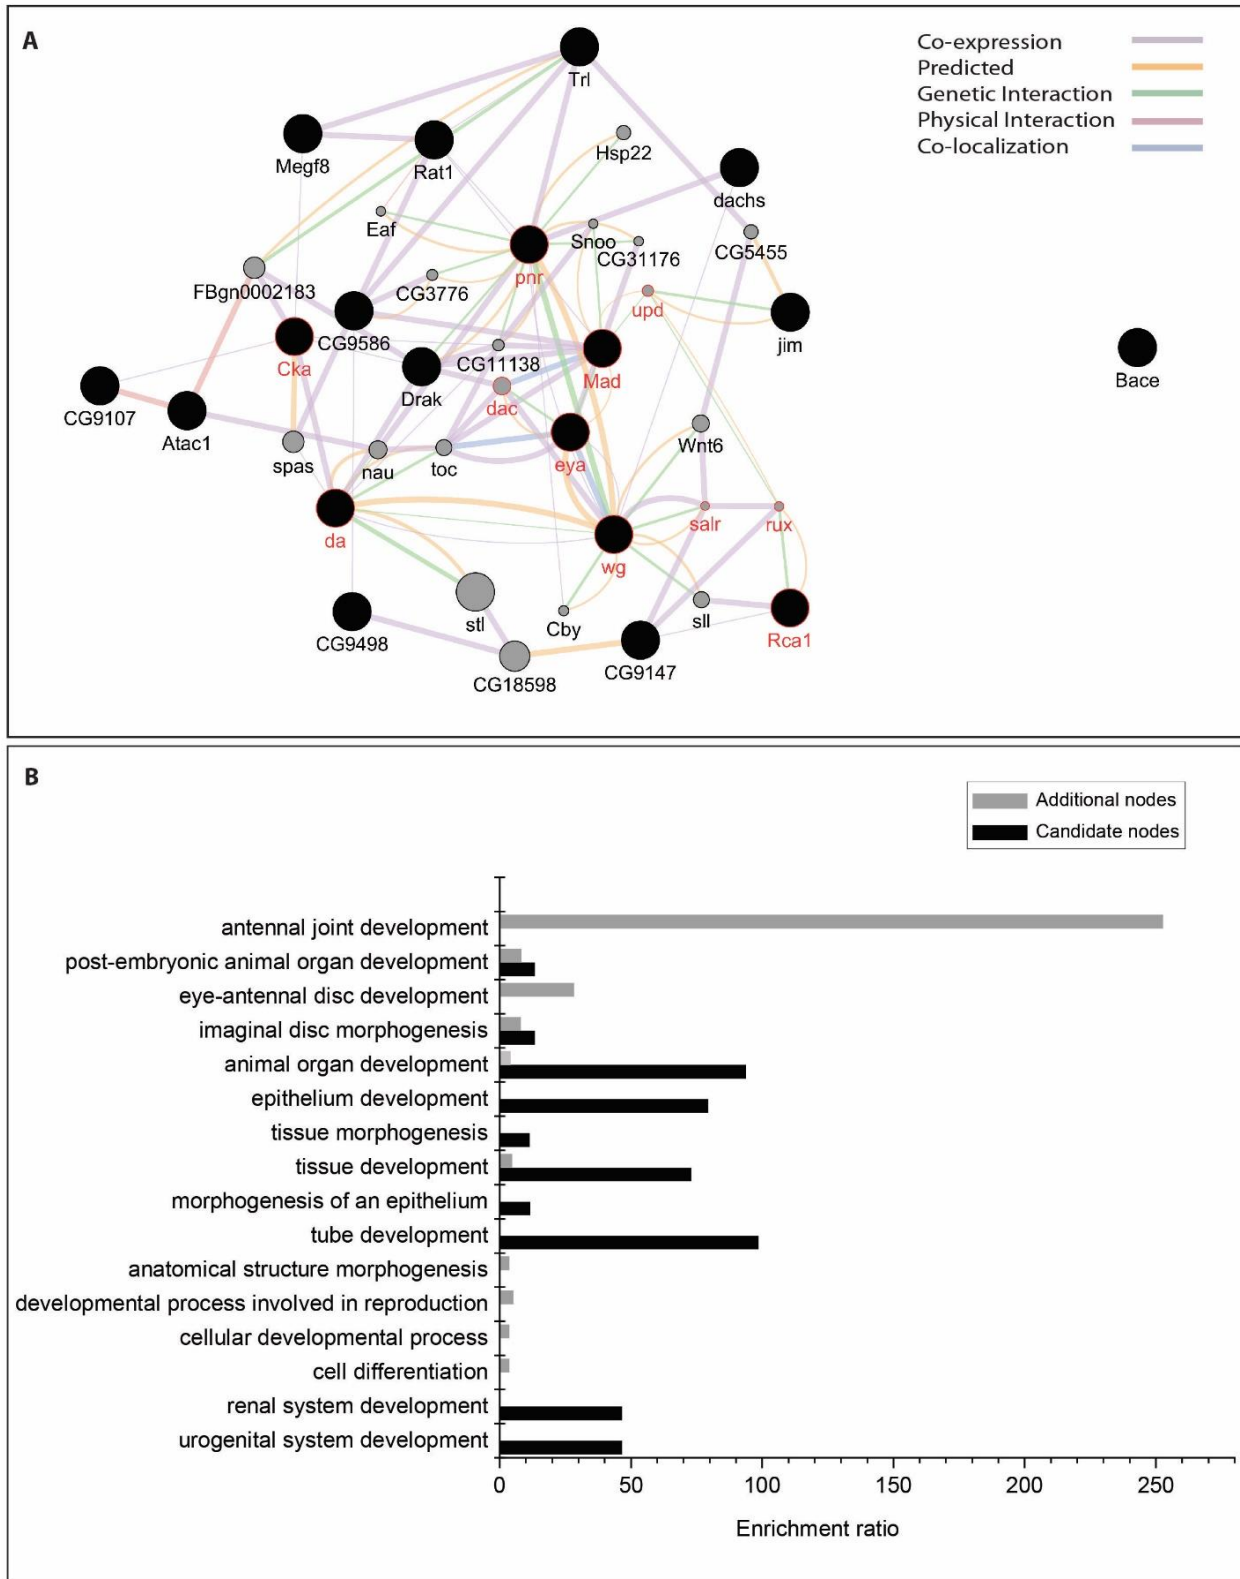 A
Co-expression
Predicted
Genetic Interaction
Physical Interaction
Co-localization
Trl
Hsp22
Megf8
Rat1
dachs
Eaf
Snoo
CG31176
CG5455
FBgn0002183
CG3776
pnr
upd
CG9586
jim
Cka
CG11138
Mad
Bace
CG9107
Drak
dac
Atac1
spas
nau
toc
eya
Wnt6
da
wg
salr
rux
stl
Cby
sll
CG9498
Rca1
CG18598
CG9147
B
Additional nodes
Candidate nodes
antennal joint development
post-embryonic animal organ development
eye-antennal disc development
imaginal disc morphogenesis
animal organ development
epithelium development
tissue morphogenesis
tissue development
morphogenesis of an epithelium
tube development
anatomical structure morphogenesis
developmental process involved in reproduction
cellular developmental process
cell differentiation
renal system development
urogenital system development
0 50 100 150 200 250
Enrichment ratio